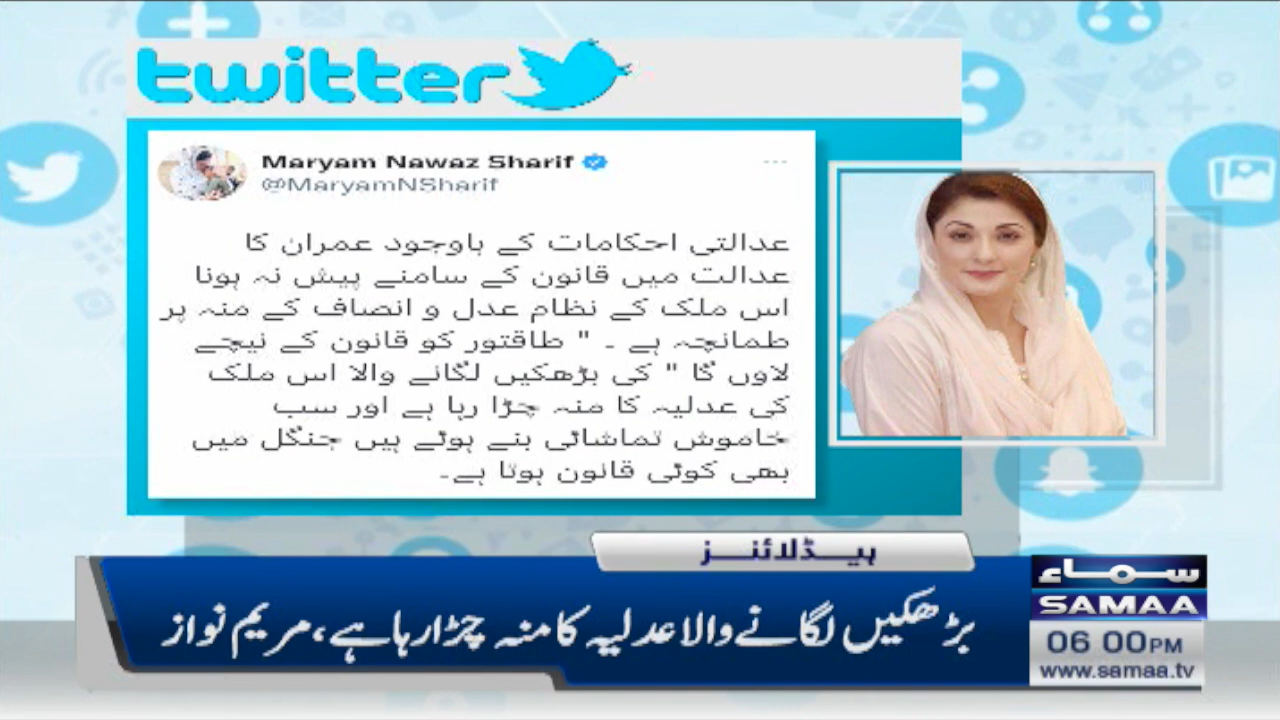 twitter
Maryam Nawaz Sharif
@MaryamNSharif
عدالتی احکامات کے باوجود عمران کا
عدالت میں قانون کے سامنے پیش نہ ہونا
اس ملک کے نظام عدل و انصاف کے منہ پر
طمانچہ ہے ۔ " طاقتور کو قانون کے نیچے
لاوں گا " کی بڑھکیں لگانے والا اس ملک
کی عدلیہ کا منہ چڑا رہا ہے اور سب
خاموش تماشائی بنے ہوئے ہیں جنگل میں
بھی کوئی قانون ہوتا ہے۔
ہیڈلائنز
بڑھکیں لگانے والا عدلیہ کا منہ چڑا رہا ہے، مریم نواز
سماء
SAMAA
06 00PM
www.samaa.tv